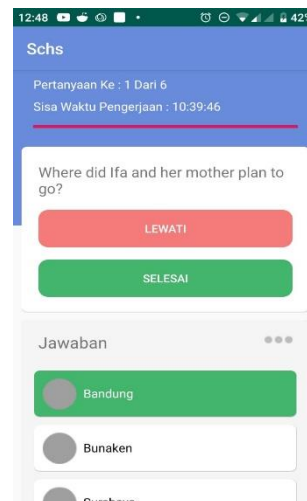 12:48
42%
Schs
Pertanyaan Ke : 1 Dari 6
Sisa Waktu Pengerjaan : 10:39:46
Where did Ifa and her mother plan to
go?
LEWATI
SELESAI
Jawaban
Bandung
Bunaken
Surabaya